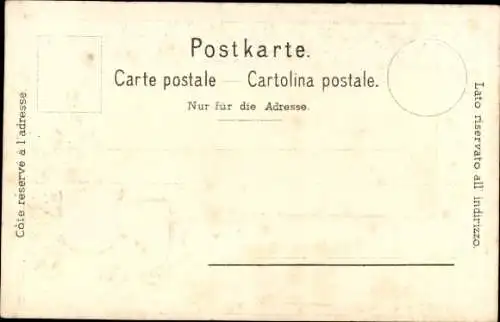 Postkarte.
Carte postale — Cartolina postale.
Nur für die Adresse.
Côté réservé à l'adresse
Lato riservato all' indirizzo.